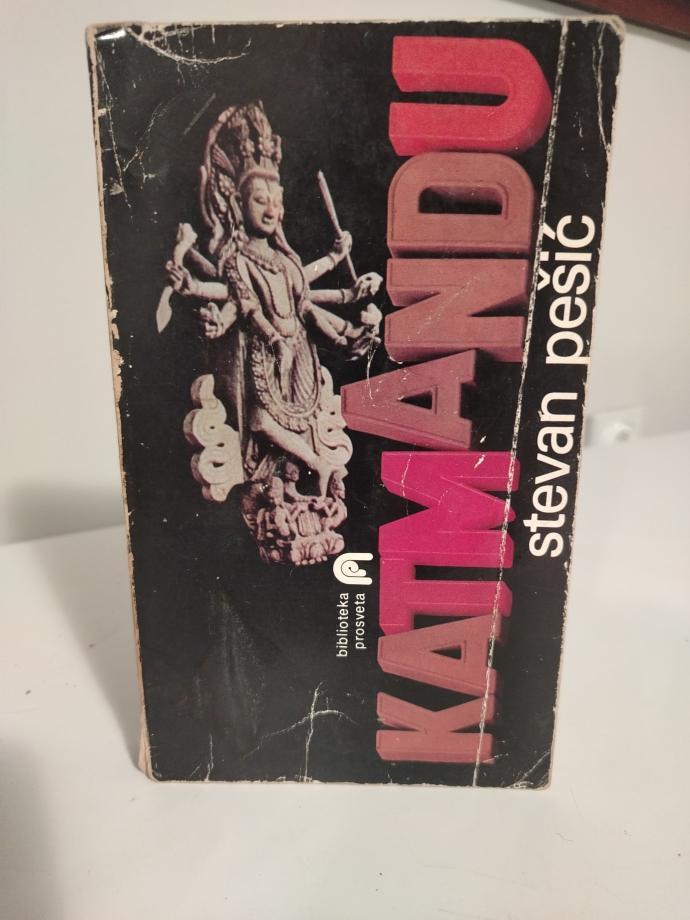 KATMANDU
stevan pešić
biblioteka
prosveta